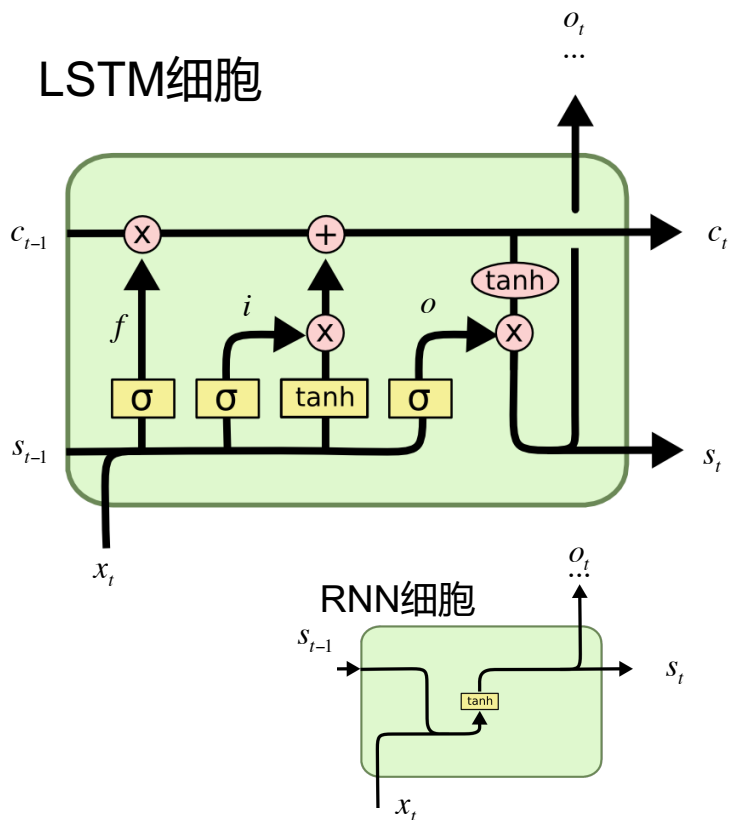 o_t
...
LSTM细胞
c_{t-1}
x
+
c_t
tanh
f
i
x
o
x
σ
σ
tanh
σ
s_{t-1}
s_t
x_t
o_t
...
RNN细胞
s_{t-1}
s_t
tanh
x_t